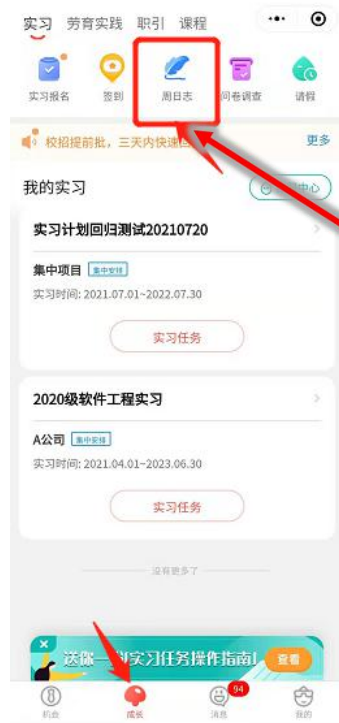 实习 劳育实践 职引 课程
实习报名 签到 周日志 问卷调查 请假
校招提前批，三天内快速 更多
我的实习 中心
实习计划回归测试20210720
集中项目 集中安排
实习时间: 2021.07.01~2022.07.30
实习任务
2020级软件工程实习
A公司 集中安排
实习时间: 2021.04.01~2023.06.30
实习任务
没有更多了
送你一份实习任务操作指南! 查看
94
机会 成长 消息 我的